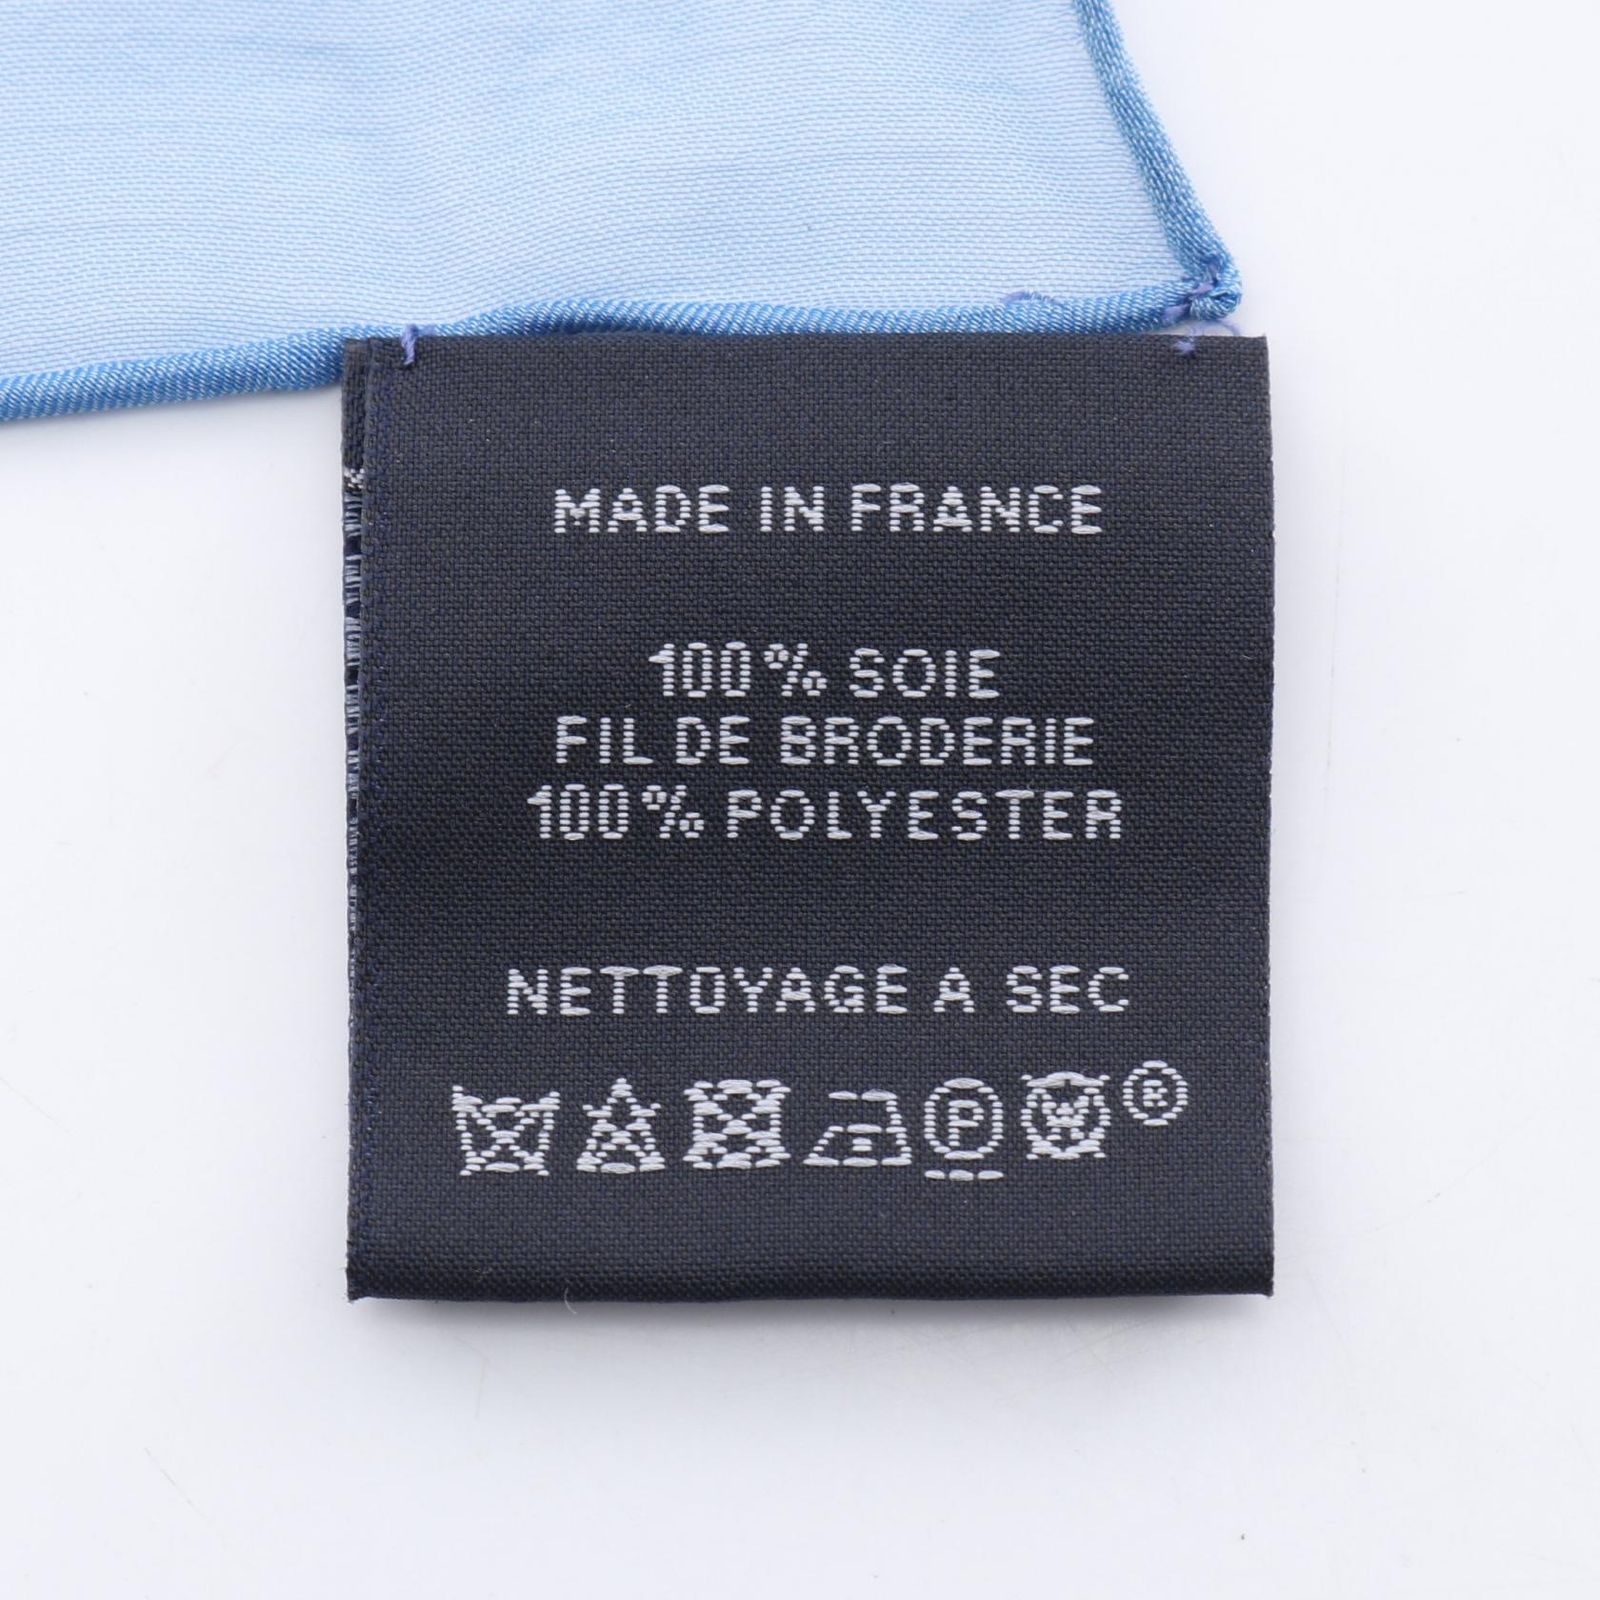 MADE IN FRANCE
100% SOIE
FIL DE BRODERIE
100% POLYESTER
NETTOYAGE A SEC
P W ®